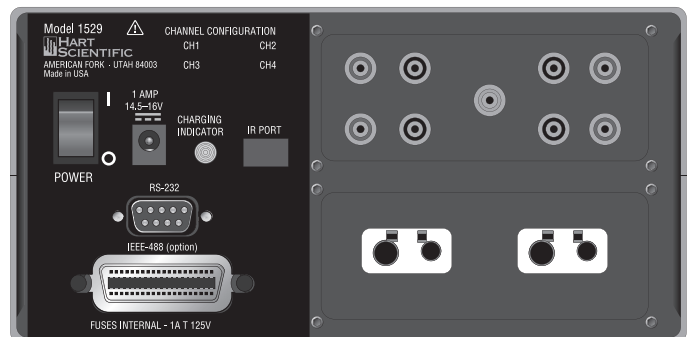 Model 1529
CHANNEL CONFIGURATION
HART
SCIENTIFIC
CH1 CH2
AMERICAN FORK · UTAH 84003
CH3 CH4
Made in USA
1 AMP
14.5–16V
CHARGING
INDICATOR
IR PORT
I
O
POWER
RS-232
IEEE-488 (option)
FUSES INTERNAL - 1A T 125V